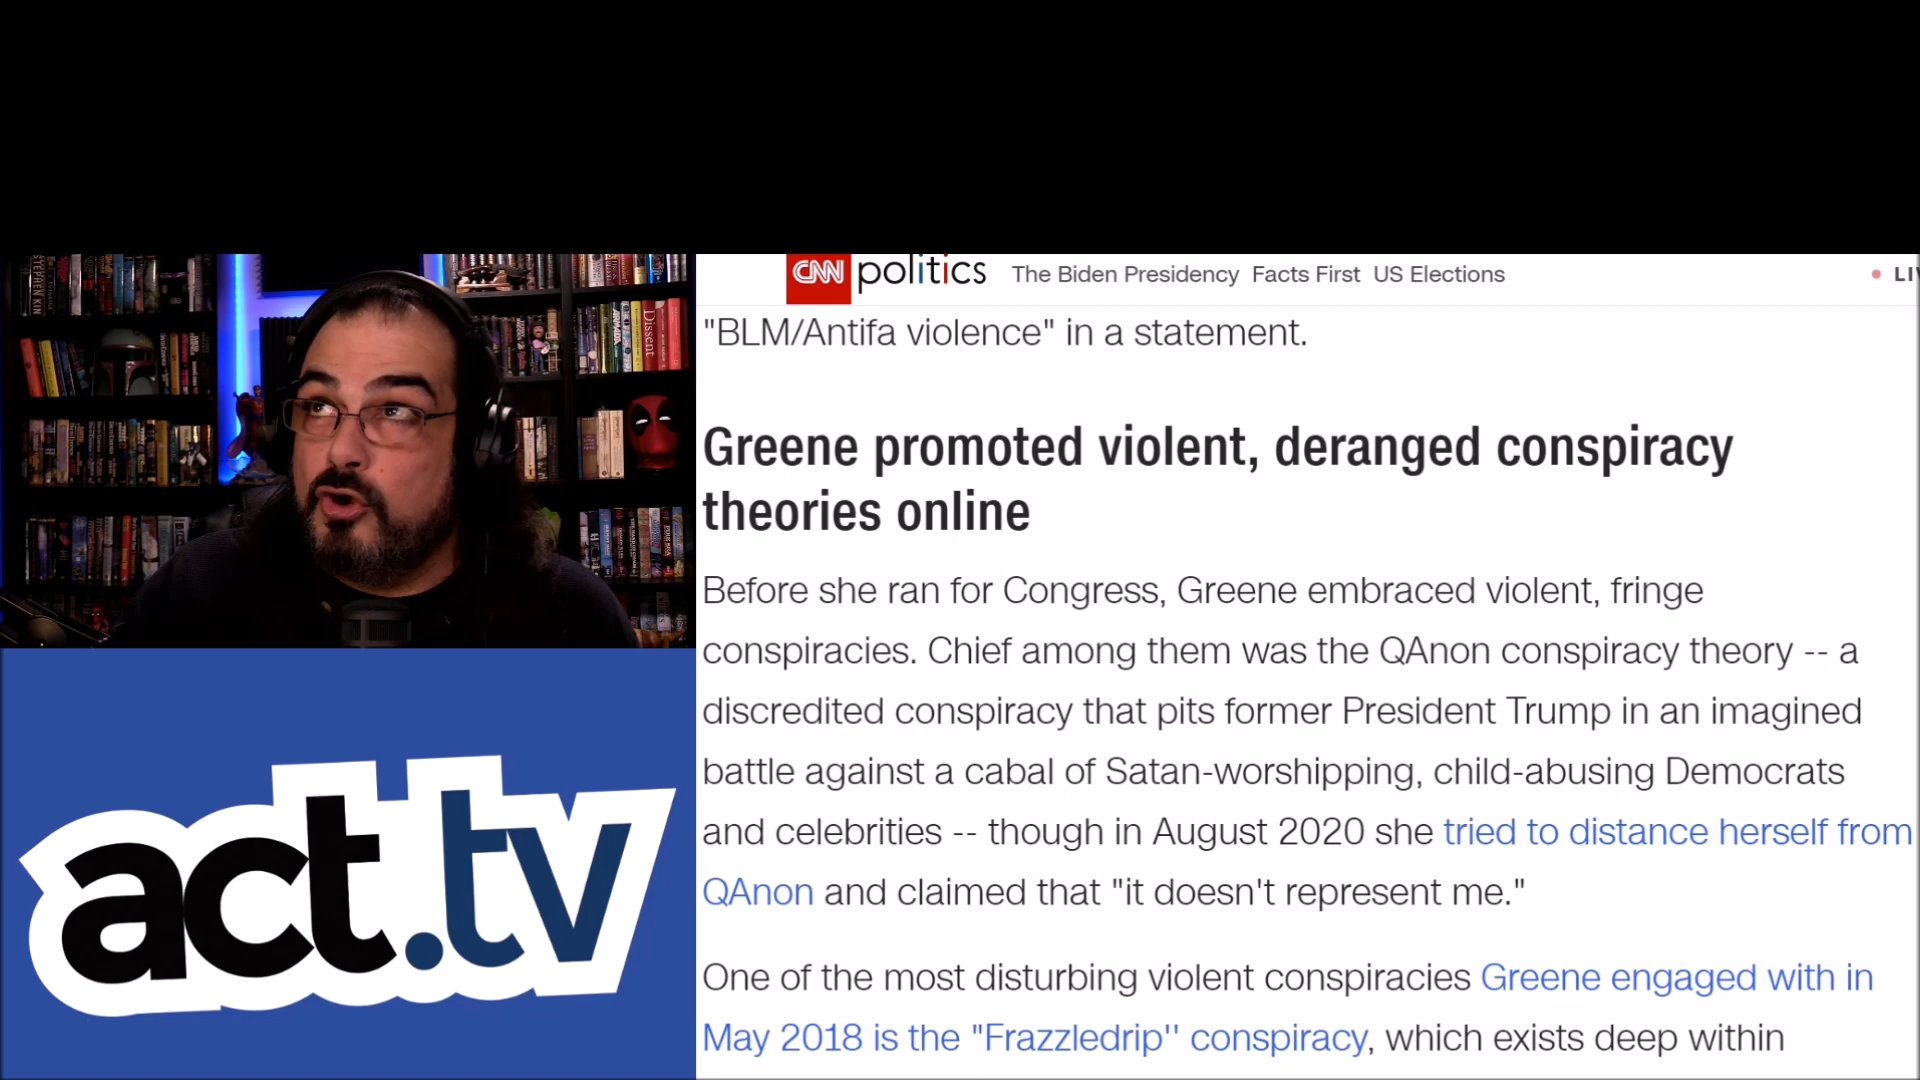 STEPHEN KING
Dissent
CNN politics The Biden Presidency Facts First US Elections
"BLM/Antifa violence" in a statement.
Greene promoted violent, deranged conspiracy
theories online
Before she ran for Congress, Greene embraced violent, fringe
conspiracies. Chief among them was the QAnon conspiracy theory -- a
discredited conspiracy that pits former President Trump in an imagined
battle against a cabal of Satan-worshipping, child-abusing Democrats
and celebrities -- though in August 2020 she tried to distance herself from
QAnon and claimed that "it doesn't represent me."
One of the most disturbing violent conspiracies Greene engaged with in
May 2018 is the "Frazzledrip'' conspiracy, which exists deep within
act.tv